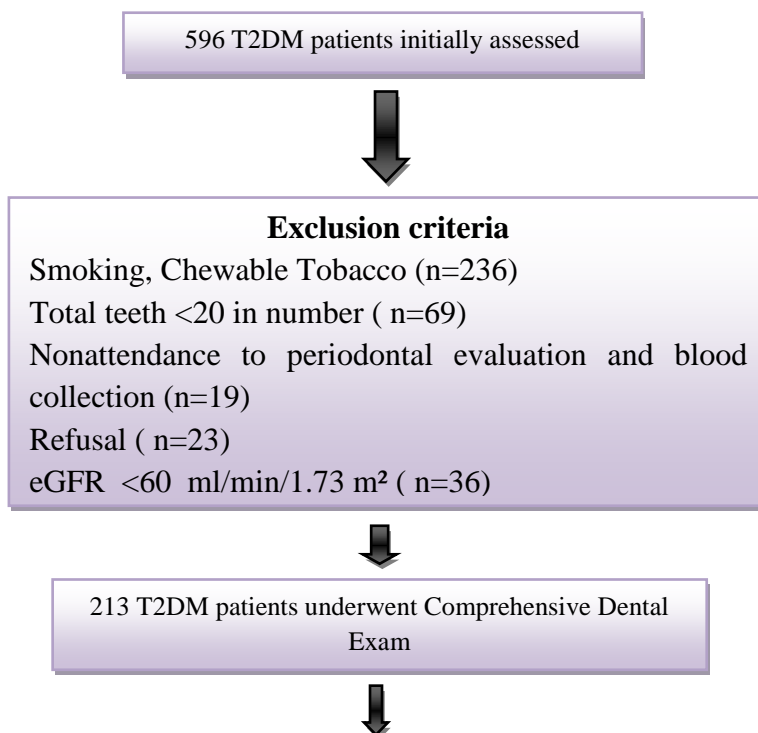 596 T2DM patients initially assessed
Exclusion criteria
Smoking, Chewable Tobacco (n=236)
Total teeth <20 in number ( n=69)
Nonattendance to periodontal evaluation and blood
collection (n=19)
Refusal ( n=23)
eGFR <60 ml/min/1.73 m² ( n=36)
213 T2DM patients underwent Comprehensive Dental
Exam